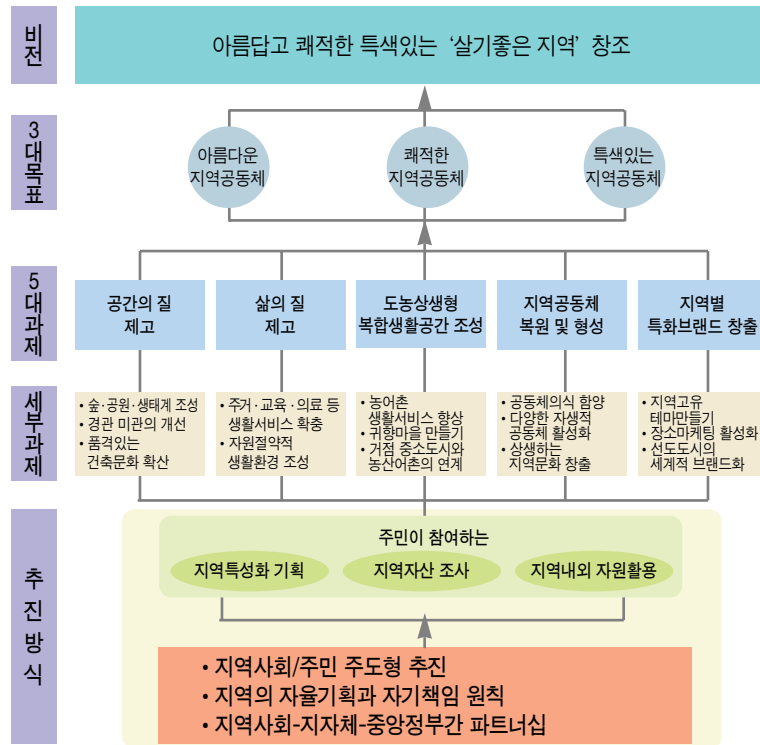 비전
아름답고 쾌적한 특색있는 ‘살기좋은 지역’ 창조
3대목표
아름다운
지역공동체
쾌적한
지역공동체
특색있는
지역공동체
5대과제
공간의 질
제고
삶의 질
제고
도농상생형
복합생활공간 조성
지역공동체
복원 및 형성
지역별
특화브랜드 창출
세부과제
• 숲·공원·생태계 조성
• 경관 미관의 개선
• 품격있는
건축문화 확산
• 주거·교육·의료 등
생활서비스 확충
• 자원절약적
생활환경 조성
• 농어촌
생활서비스 향상
• 귀향마을 만들기
• 거점 중소도시와
농산어촌의 연계
• 공동체의식 함양
• 다양한 자생적
공동체 활성화
• 상생하는
지역문화 창출
• 지역고유
테마만들기
• 장소마케팅 활성화
• 선도도시의
세계적 브랜드화
추진방식
주민이 참여하는
지역특성화 기획
지역자산 조사
지역내외 자원활용
• 지역사회/주민 주도형 추진
• 지역의 자율기획과 자기책임 원칙
• 지역사회-지자체-중앙정부간 파트너십